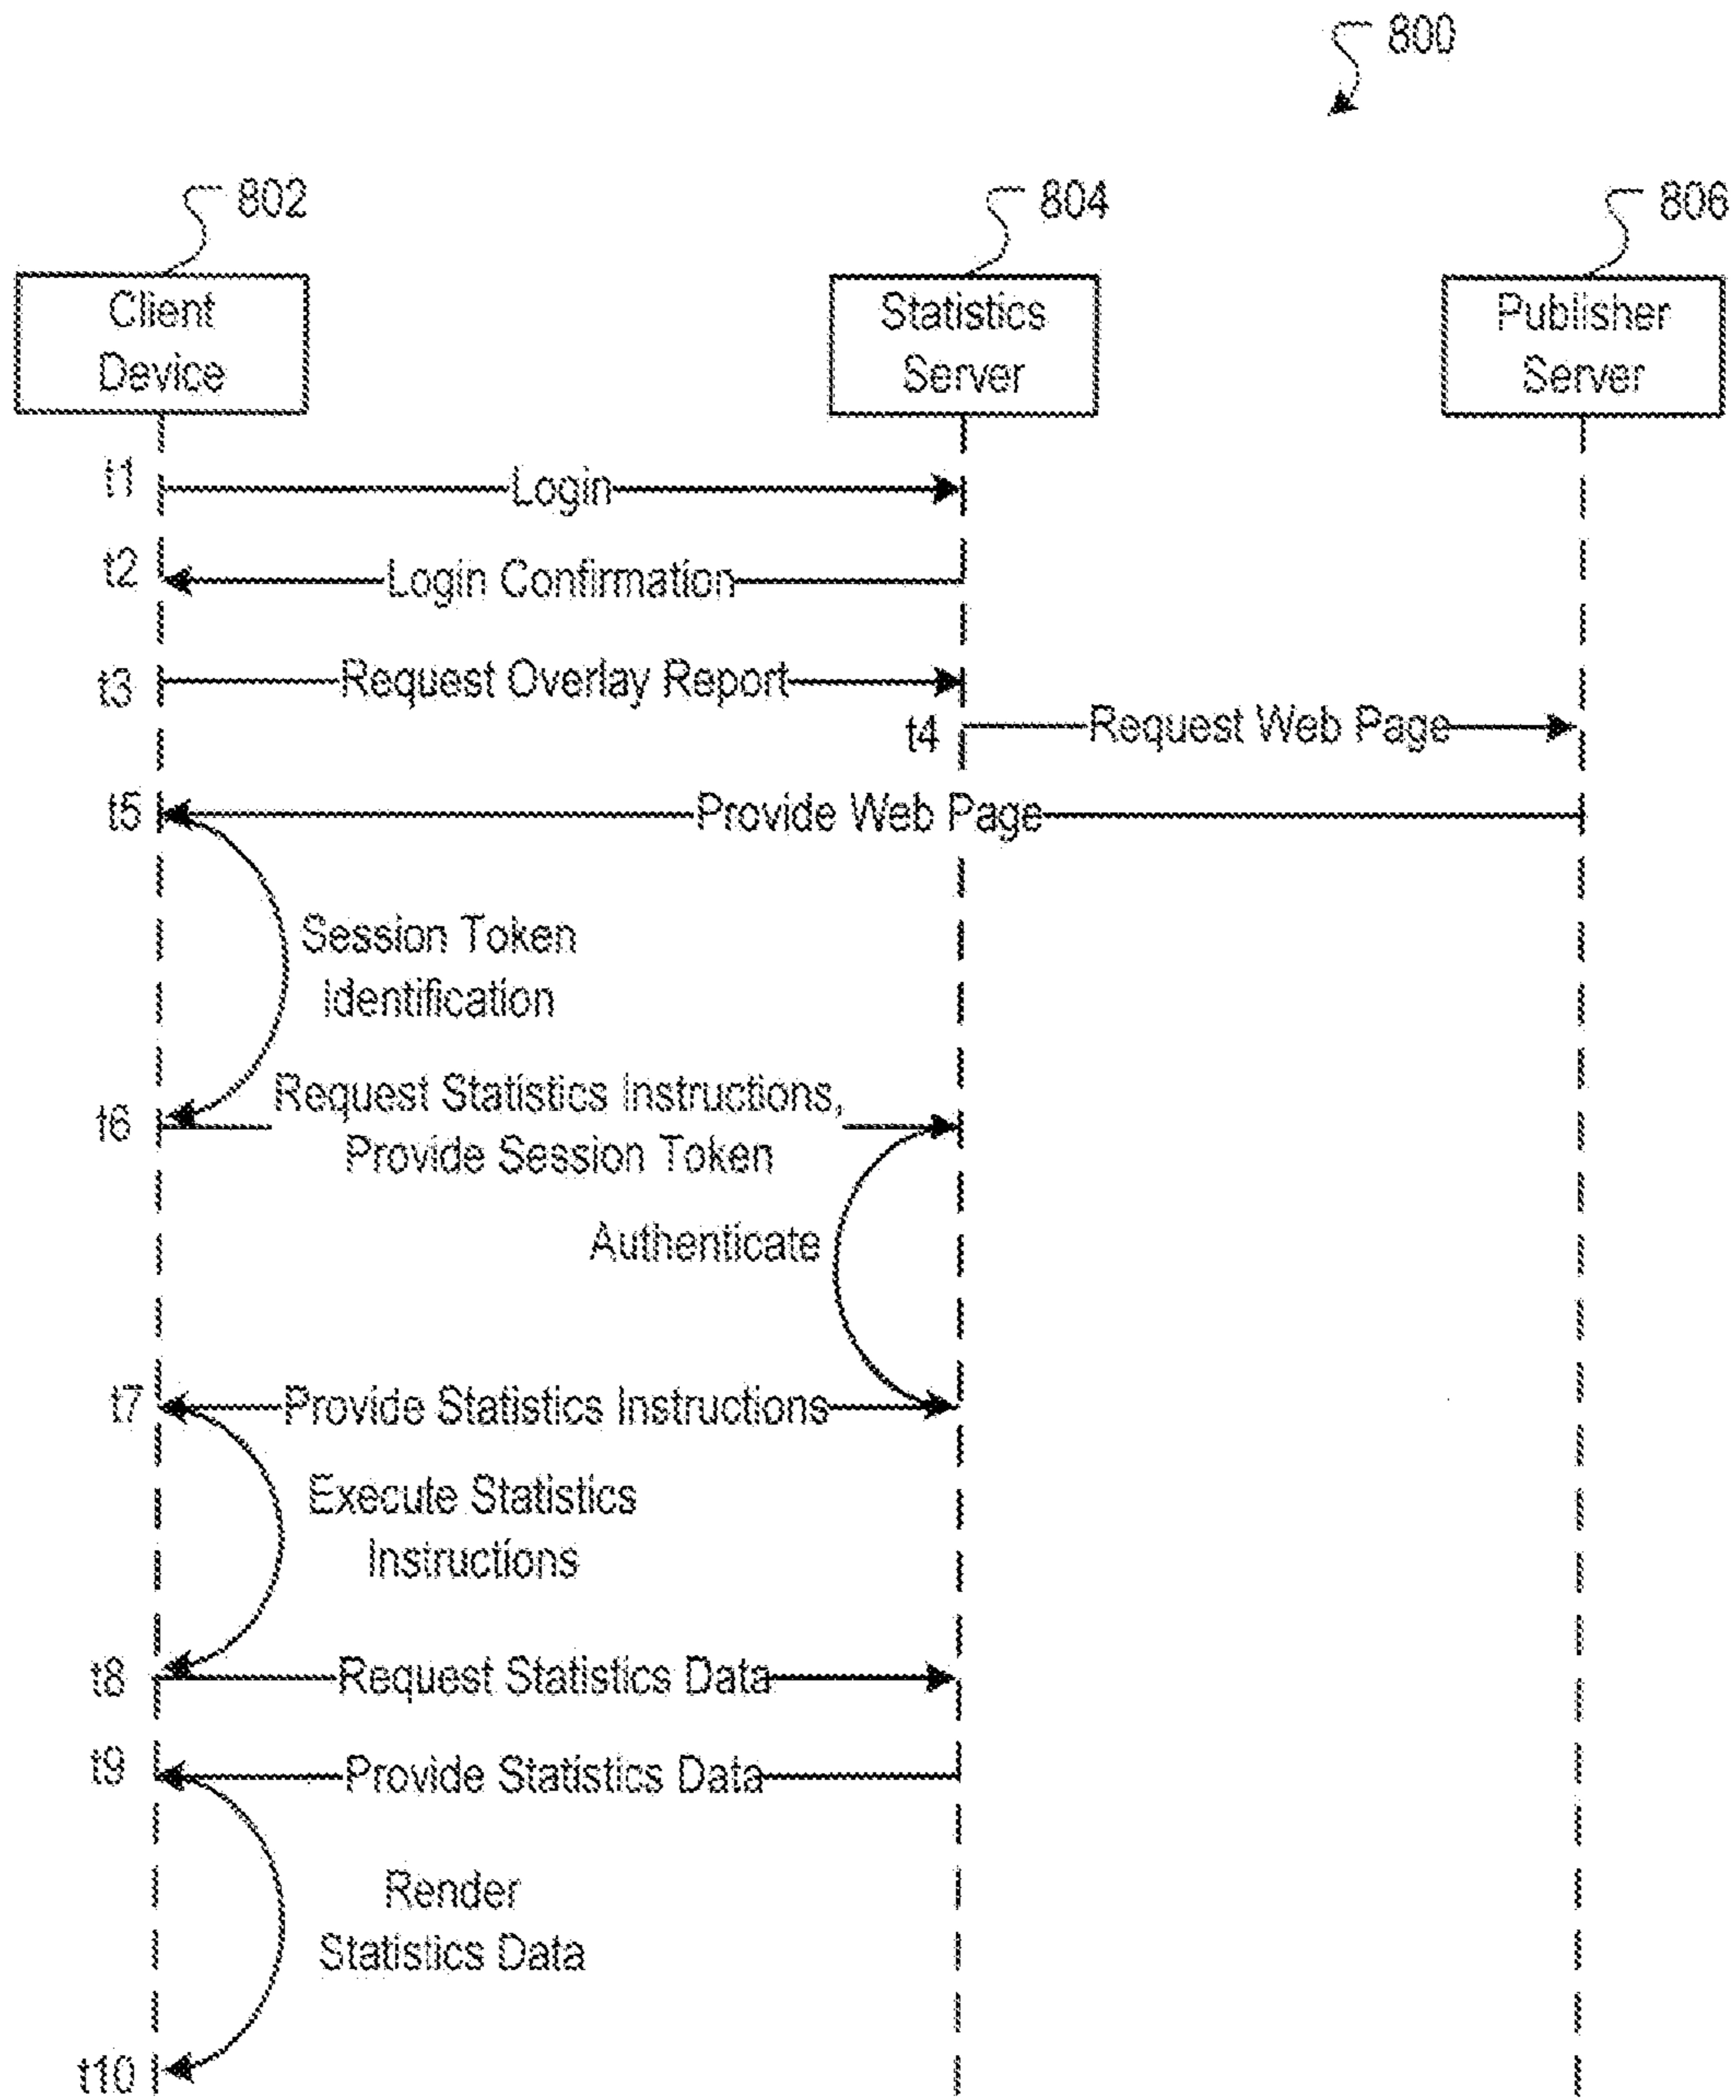 800
802
804
806
Client
Device
Statistics
Server
Publisher
Server
t1
Login
t2
Login Confirmation
t3
Request Overlay Report
t4
Request Web Page
t5
Provide Web Page
Session Token
Identification
t6
Request Statistics Instructions,
Provide Session Token
Authenticate
t7
Provide Statistics Instructions
Execute Statistics
Instructions
t8
Request Statistics Data
t9
Provide Statistics Data
Render
Statistics Data
t10